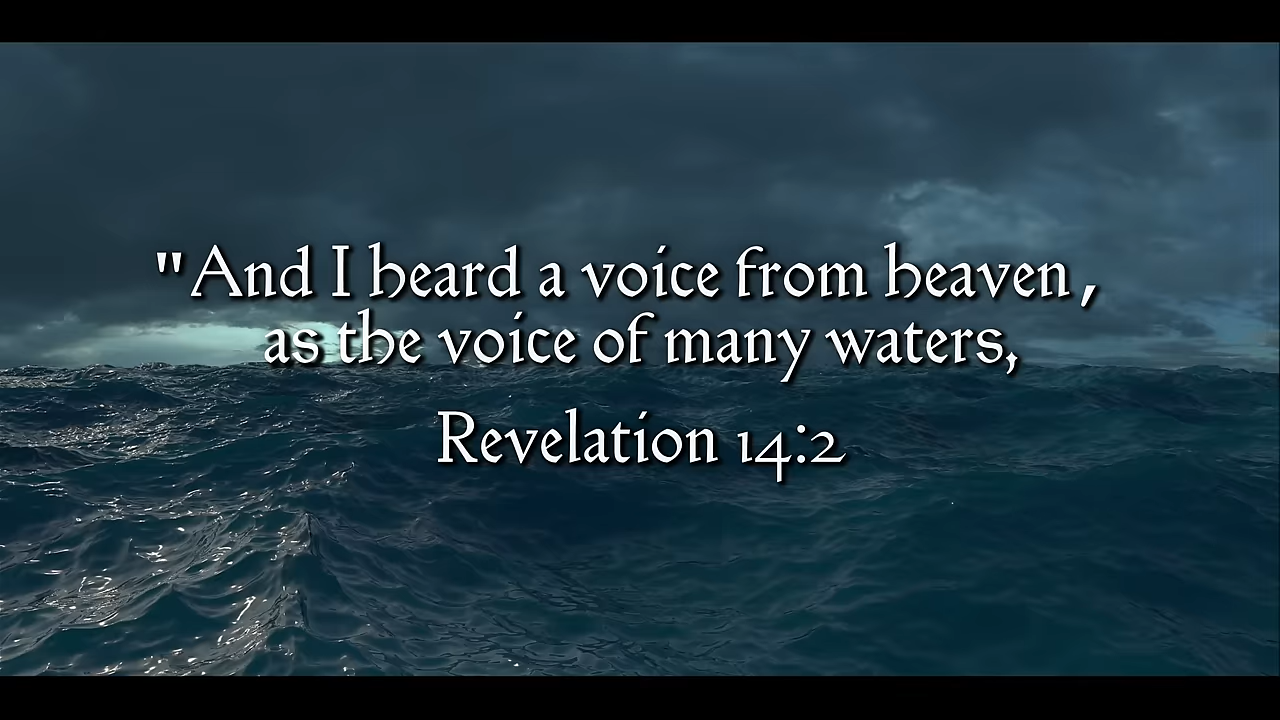 "And I heard a voice from heaven,
as the voice of many waters,
Revelation 14:2